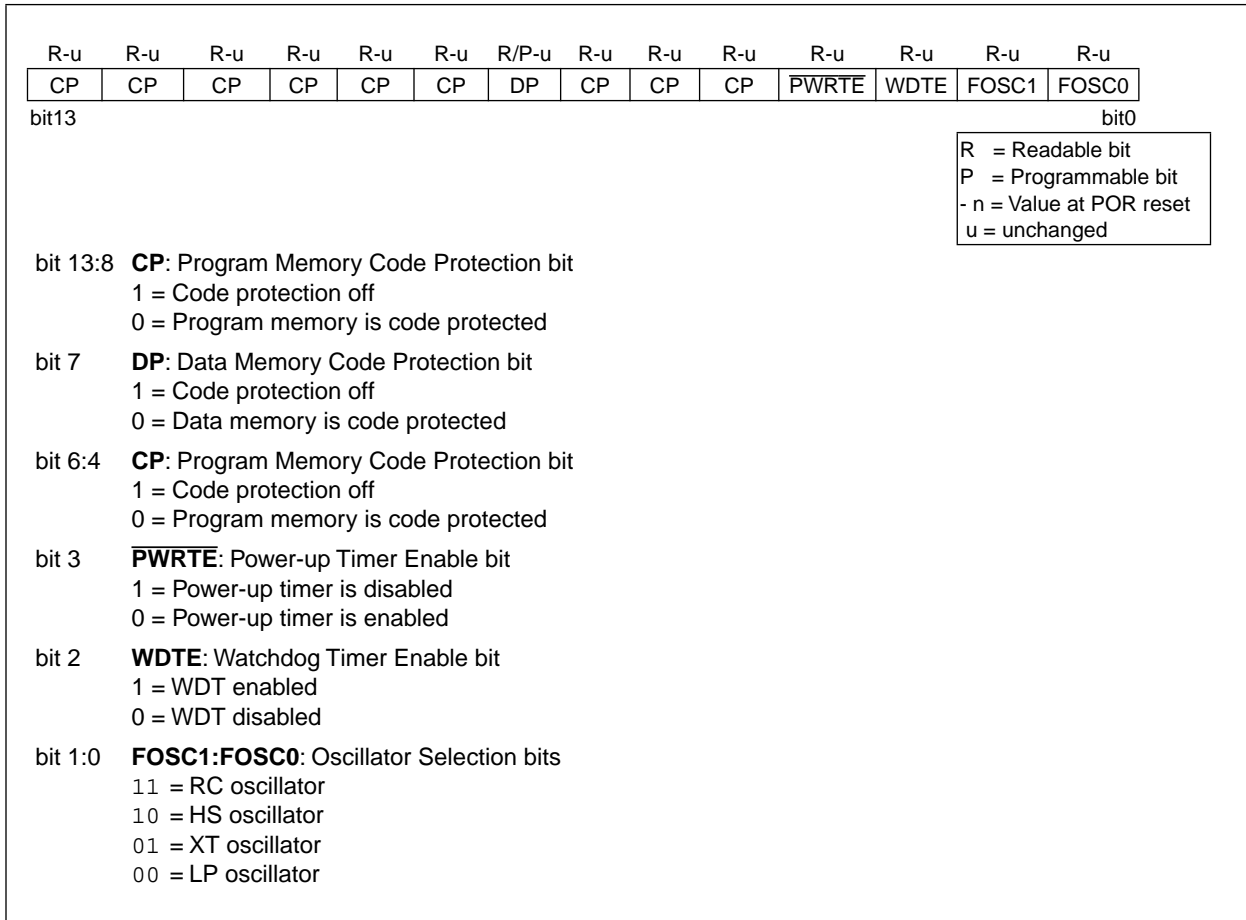 R-u R-u R-u R-u R-u R-u R/P-u R-u R-u R-u R-u R-u R-u R-u
CP CP CP CP CP CP DP CP CP CP P̅W̅R̅T̅E̅ WDTE FOSC1 FOSC0
bit13 bit0
R = Readable bit
P = Programmable bit
- n = Value at POR reset
u = unchanged
bit 13:8 CP: Program Memory Code Protection bit
1 = Code protection off
0 = Program memory is code protected
bit 7 DP: Data Memory Code Protection bit
1 = Code protection off
0 = Data memory is code protected
bit 6:4 CP: Program Memory Code Protection bit
1 = Code protection off
0 = Program memory is code protected
bit 3 P̅W̅R̅T̅E̅: Power-up Timer Enable bit
1 = Power-up timer is disabled
0 = Power-up timer is enabled
bit 2 WDTE: Watchdog Timer Enable bit
1 = WDT enabled
0 = WDT disabled
bit 1:0 FOSC1:FOSC0: Oscillator Selection bits
11 = RC oscillator
10 = HS oscillator
01 = XT oscillator
00 = LP oscillator